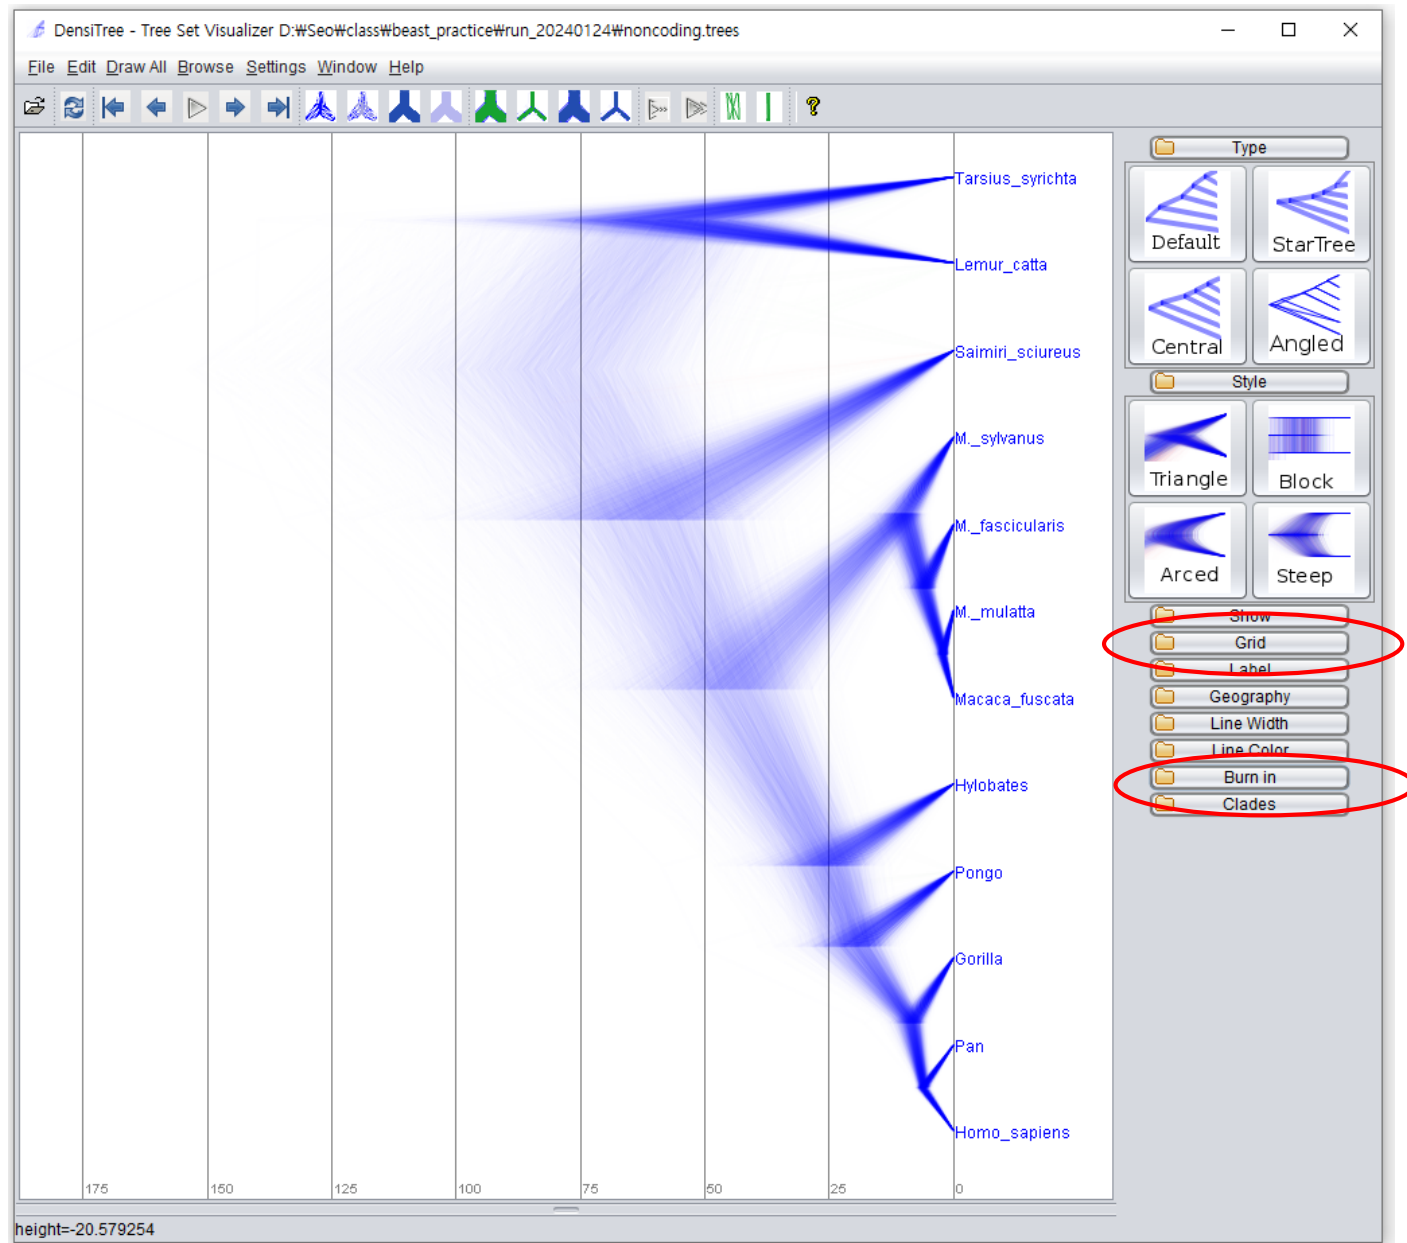 DensiTree - Tree Set Visualizer D:₩Seo₩class₩beast_practice₩run_20240124₩noncoding.trees
File Edit Draw All Browse Settings Window Help
Type
Default
StarTree
Central
Angled
Style
Triangle
Block
Arced
Steep
Show
Grid
Label
Geography
Line Width
Line Color
Burn in
Clades
Tarsius_syrichta
Lemur_catta
Saimiri_sciureus
M._sylvanus
M._fascicularis
M._mulatta
Macaca_fuscata
Hylobates
Pongo
Gorilla
Pan
Homo_sapiens
175 150 125 100 75 50 25 0
height=-20.579254